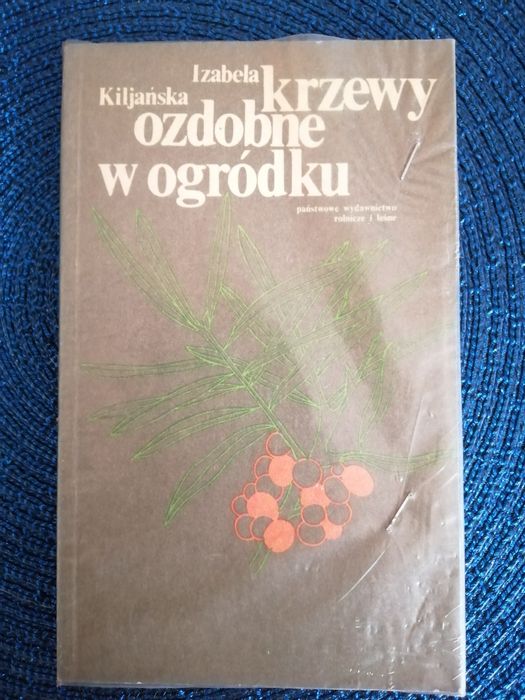 Izabela
Kiljańska
krzewy
ozdobne
w ogródku
państwowe wydawnictwo
rolnicze i leśne